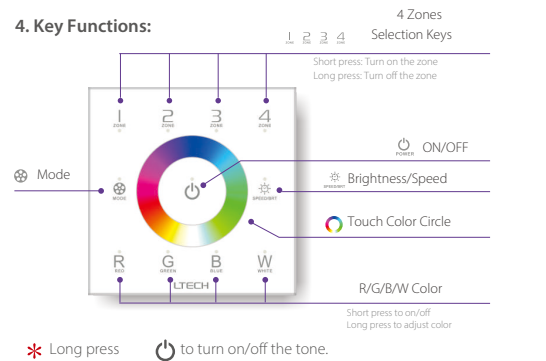 4. Key Functions:
4 Zones
Selection Keys
1 ZONE 2 ZONE 3 ZONE 4 ZONE
Short press: Turn on the zone
Long press: Turn off the zone
1 2 3 4
ZONE ZONE ZONE ZONE
POWER ON/OFF
Mode
SPEED/BRT Brightness/Speed
MODE SPEED/BRT
Touch Color Circle
R G B W
RED GREEN BLUE WHITE
LTECH
R/G/B/W Color
Short press to on/off
Long press to adjust color
* Long press to turn on/off the tone.